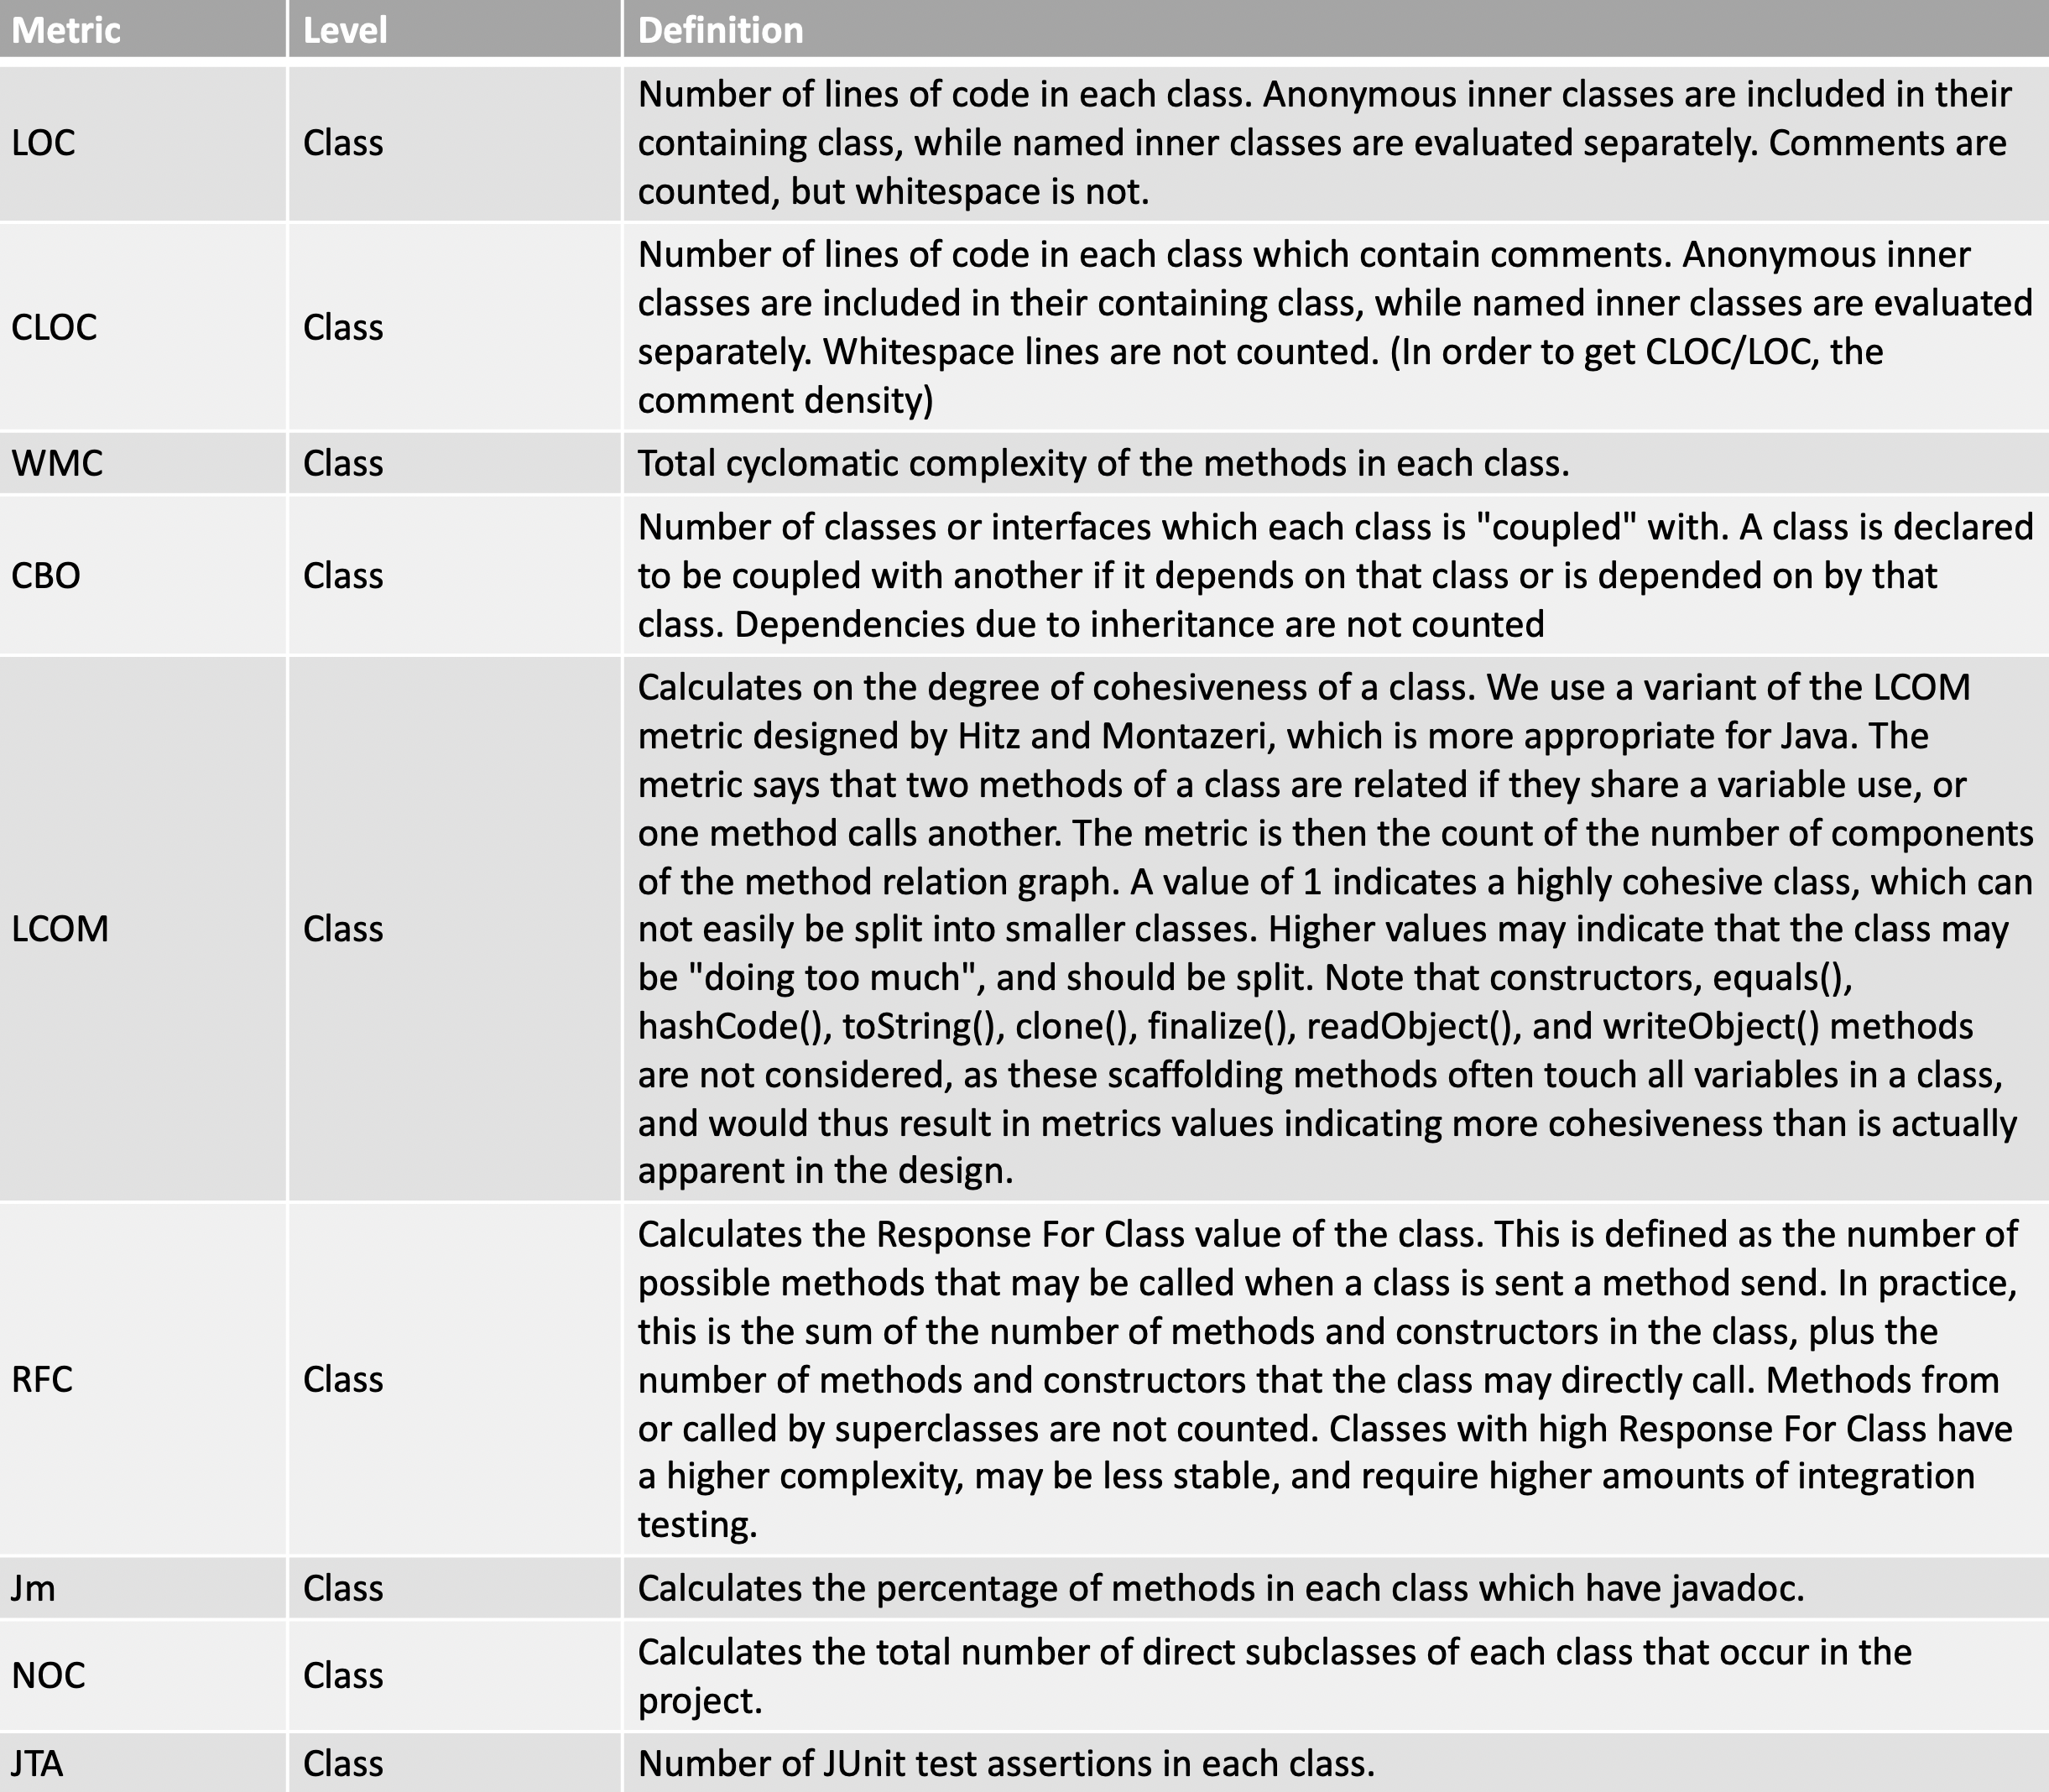 Metric Level Definition
LOC Class Number of lines of code in each class. Anonymous inner classes are included in their
containing class, while named inner classes are evaluated separately. Comments are
counted, but whitespace is not.
CLOC Class Number of lines of code in each class which contain comments. Anonymous inner
classes are included in their containing class, while named inner classes are evaluated
separately. Whitespace lines are not counted. (In order to get CLOC/LOC, the
comment density)
WMC Class Total cyclomatic complexity of the methods in each class.
CBO Class Number of classes or interfaces which each class is "coupled" with. A class is declared
to be coupled with another if it depends on that class or is depended on by that
class. Dependencies due to inheritance are not counted
LCOM Class Calculates on the degree of cohesiveness of a class. We use a variant of the LCOM
metric designed by Hitz and Montazeri, which is more appropriate for Java. The
metric says that two methods of a class are related if they share a variable use, or
one method calls another. The metric is then the count of the number of components
of the method relation graph. A value of 1 indicates a highly cohesive class, which can
not easily be split into smaller classes. Higher values may indicate that the class may
be "doing too much", and should be split. Note that constructors, equals(),
hashCode(), toString(), clone(), finalize(), readObject(), and writeObject() methods
are not considered, as these scaffolding methods often touch all variables in a class,
and would thus result in metrics values indicating more cohesiveness than is actually
apparent in the design.
RFC Class Calculates the Response For Class value of the class. This is defined as the number of
possible methods that may be called when a class is sent a method send. In practice,
this is the sum of the number of methods and constructors in the class, plus the
number of methods and constructors that the class may directly call. Methods from
or called by superclasses are not counted. Classes with high Response For Class have
a higher complexity, may be less stable, and require higher amounts of integration
testing.
Jm Class Calculates the percentage of methods in each class which have javadoc.
NOC Class Calculates the total number of direct subclasses of each class that occur in the
project.
JTA Class Number of JUnit test assertions in each class.